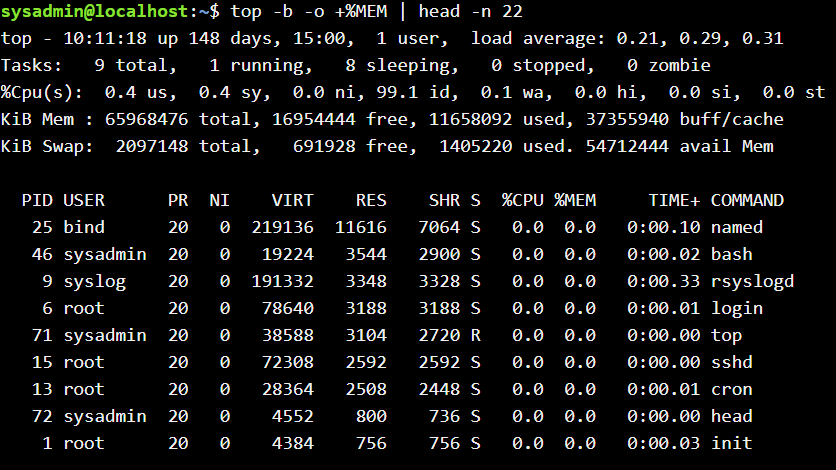 sysadmin@localhost:~$ top -b -o +%MEM | head -n 22
top - 10:11:18 up 148 days, 15:00,  1 user,  load average: 0.21, 0.29, 0.31
Tasks:   9 total,   1 running,   8 sleeping,   0 stopped,   0 zombie
%Cpu(s):  0.4 us,  0.4 sy,  0.0 ni, 99.1 id,  0.1 wa,  0.0 hi,  0.0 si,  0.0 st
KiB Mem : 65968476 total, 16954444 free, 11658092 used, 37355940 buff/cache
KiB Swap:  2097148 total,   691928 free,  1405220 used. 54712444 avail Mem
  PID USER      PR  NI    VIRT    RES    SHR S  %CPU %MEM     TIME+ COMMAND
   25 bind      20   0  219136  11616   7064 S   0.0  0.0   0:00.10 named
   46 sysadmin  20   0   19224   3544   2900 S   0.0  0.0   0:00.02 bash
    9 syslog    20   0  191332   3348   3328 S   0.0  0.0   0:00.33 rsyslogd
    6 root      20   0   78640   3188   3188 S   0.0  0.0   0:00.01 login
   71 sysadmin  20   0   38588   3104   2720 R   0.0  0.0   0:00.00 top
   15 root      20   0   72308   2592   2592 S   0.0  0.0   0:00.00 sshd
   13 root      20   0   28364   2508   2448 S   0.0  0.0   0:00.01 cron
   72 sysadmin  20   0    4552    800    736 S   0.0  0.0   0:00.00 head
    1 root      20   0    4384    756    756 S   0.0  0.0   0:00.03 init